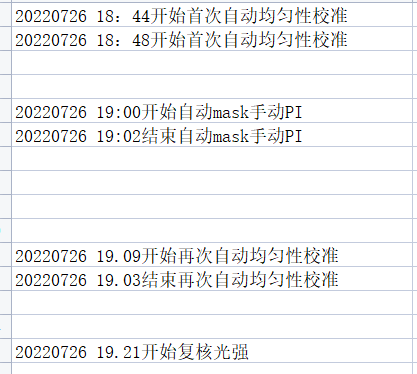 20220726 18：44开始首次自动均匀性校准
20220726 18：48开始首次自动均匀性校准
20220726 19:00开始自动mask手动PI
20220726 19:02结束自动mask手动PI
20220726 19.09开始再次自动均匀性校准
20220726 19.03结束再次自动均匀性校准
20220726 19.21开始复核光强